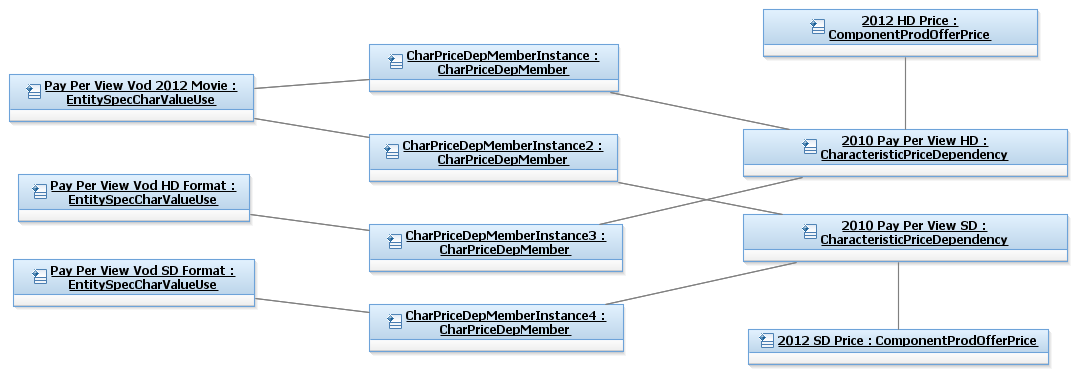 2012 HD Price :
ComponentProdOfferPrice
CharPriceDepMemberInstance :
CharPriceDepMember
Pay Per View Vod 2012 Movie :
EntitySpecCharValueUse
CharPriceDepMemberInstance2 :
CharPriceDepMember
2010 Pay Per View HD :
CharacteristicPriceDependency
Pay Per View Vod HD Format :
EntitySpecCharValueUse
CharPriceDepMemberInstance3 :
CharPriceDepMember
2010 Pay Per View SD :
CharacteristicPriceDependency
Pay Per View Vod SD Format :
EntitySpecCharValueUse
CharPriceDepMemberInstance4 :
CharPriceDepMember
2012 SD Price : ComponentProdOfferPrice